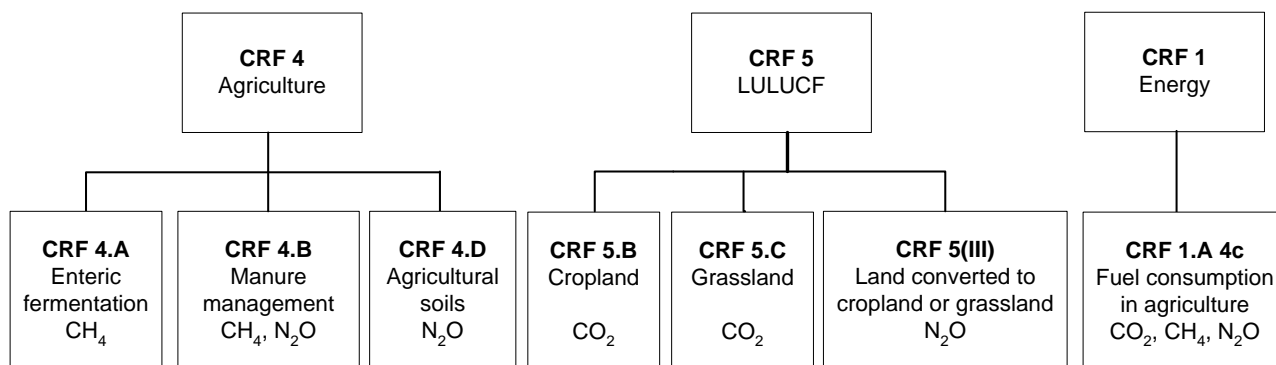 CRF 4
Agriculture
CRF 5
LULUCF
CRF 1
Energy
CRF 4.A
Enteric
fermentation
CH₄
CRF 4.B
Manure
management
CH₄, N₂O
CRF 4.D
Agricultural
soils
N₂O
CRF 5.B
Cropland
CO₂
CRF 5.C
Grassland
CO₂
CRF 5(III)
Land converted to
cropland or grassland
N₂O
CRF 1.A 4c
Fuel consumption
in agriculture
CO₂, CH₄, N₂O